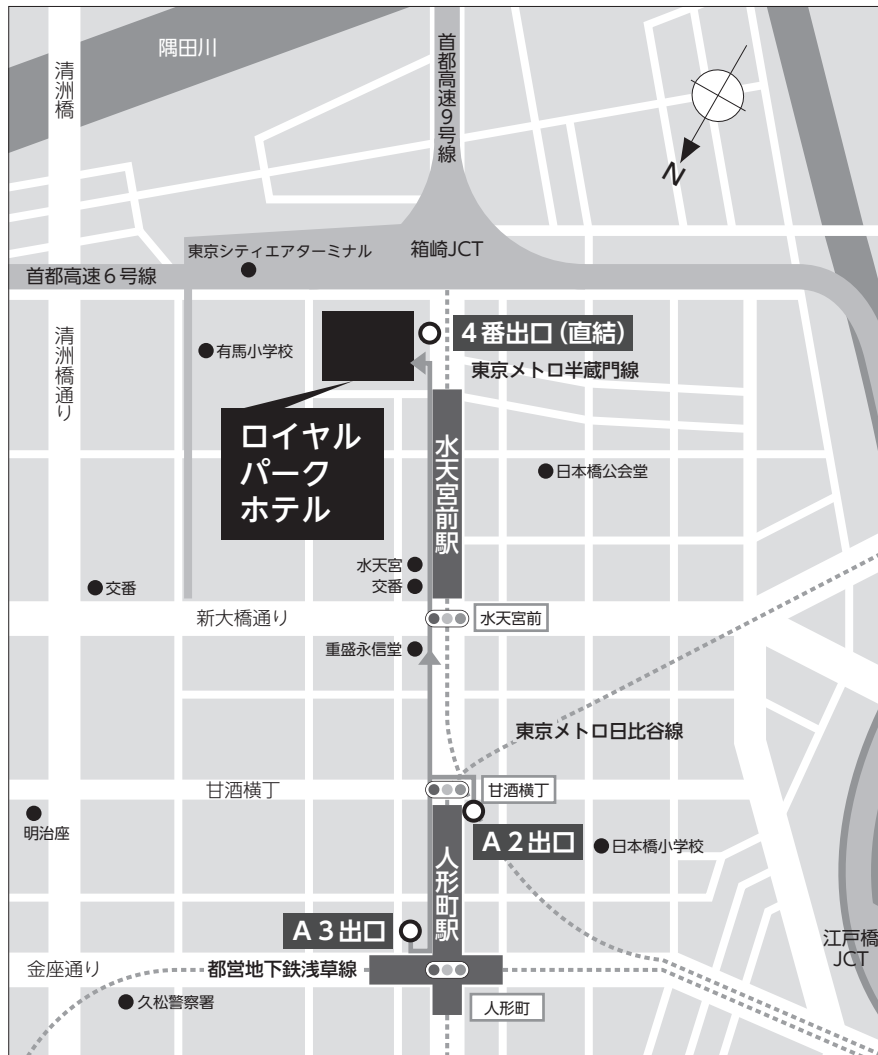 隅田川
清洲橋
首都高速9号線
N
東京シティエアターミナル
箱崎JCT
首都高速6号線
清洲橋通り
有馬小学校
4番出口(直結)
東京メトロ半蔵門線
ロイヤル
パーク
ホテル
水天宮前駅
日本橋公会堂
水天宮
交番
交番
新大橋通り
水天宮前
重盛永信堂
東京メトロ日比谷線
甘酒横丁
甘酒横丁
明治座
A2出口
日本橋小学校
人形町駅
A3出口
江戸橋
JCT
金座通り
都営地下鉄浅草線
久松警察署
人形町